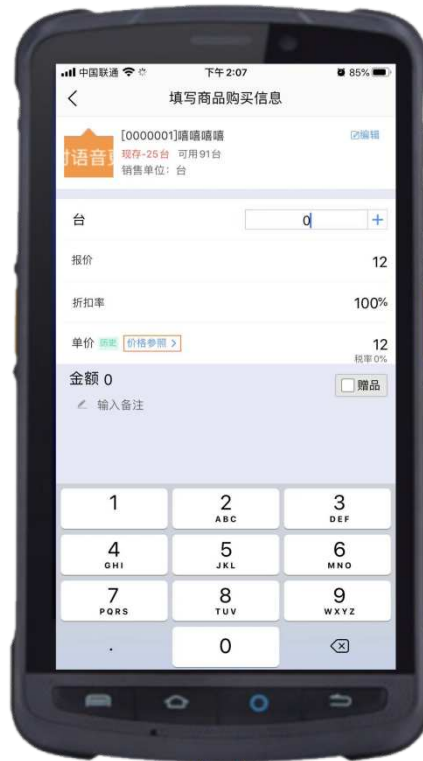 中国联通 下午2:07 85%
填写商品购买信息
[0000001]嘻嘻嘻嘻 编辑
语音
现存-25台 可用91台
销售单位：台
台 0 +
报价 12
折扣率 100%
单价 历史 价格参照 > 12
税率0%
金额 0 赠品
输入备注
1 2 3
ABC DEF
4 5 6
GHI JKL MNO
7 8 9
PQRS TUV WXYZ
. 0